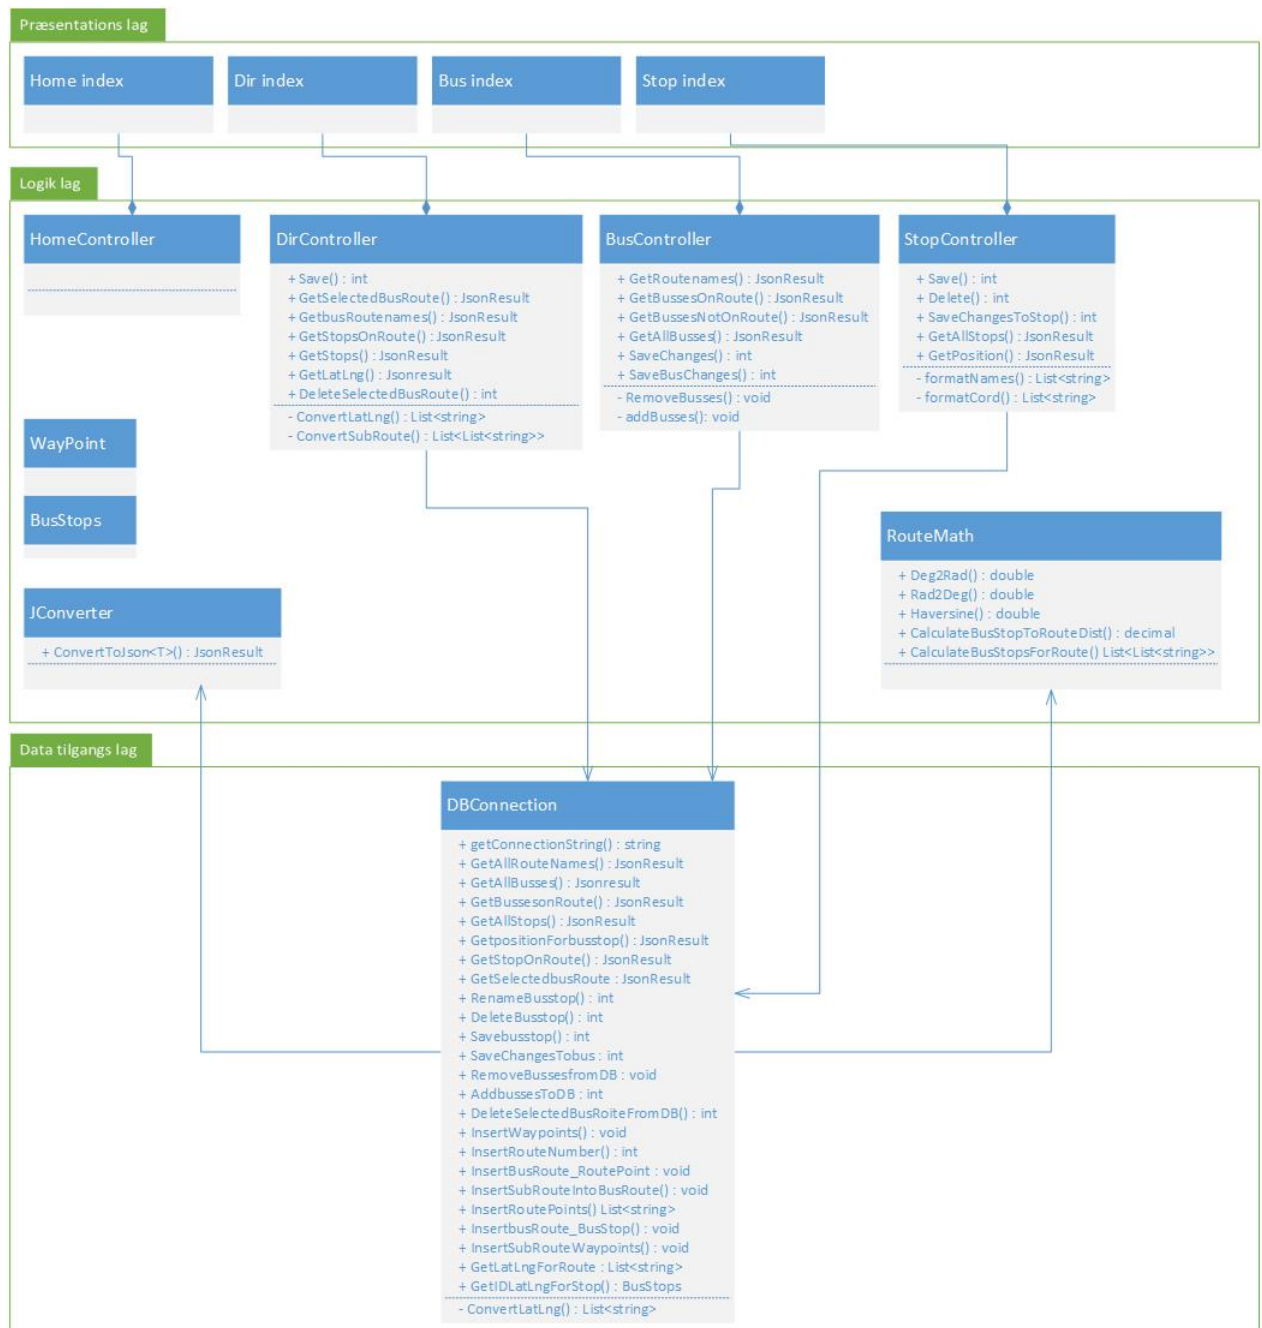 Præsentations lag
Home index
Dir index
Bus index
Stop index
Logik lag
HomeController
DirController
+ Save() : int
+ GetSelectedBusRoute() : JsonResult
+ GetbusRoutenames() : JsonResult
+ GetStopsOnRoute() : JsonResult
+ GetStops() : JsonResult
+ GetLatLng() : Jsonresult
+ DeleteSelectedBusRoute() : int
- ConvertLatLng() : List<string>
- ConvertSubRoute() : List<List<string>>
BusController
+ GetRoutenames() : JsonResult
+ GetBussesOnRoute() : JsonResult
+ GetBussesNotOnRoute() : JsonResult
+ GetAllBusses() : JsonResult
+ SaveChanges() : int
+ SaveBusChanges() : int
- RemoveBusses() : void
- addBusses(): void
StopController
+ Save() : int
+ Delete() : int
+ SaveChangesToStop() : int
+ GetAllStops() : JsonResult
+ GetPosition() : JsonResult
- formatNames() : List<string>
- formatCord() : List<string>
WayPoint
BusStops
JConverter
+ ConvertToJson<T>() : JsonResult
RouteMath
+ Deg2Rad() : double
+ Rad2Deg() : double
+ Haversine() : double
+ CalculateBusStopToRouteDist() : decimal
+ CalculateBusStopsForRoute() List<List<string>>
Data tilgangs lag
DBConnection
+ getConnectionString() : string
+ GetAllRouteNames() : JsonResult
+ GetAllBusses() : Jsonresult
+ GetBussesonRoute() : JsonResult
+ GetAllStops() : JsonResult
+ GetpositionForbusstop() : JsonResult
+ GetStopOnRoute() : JsonResult
+ GetSelectedbusRoute : JsonResult
+ RenameBusstop() : int
+ DeleteBusstop() : int
+ Savebusstop() : int
+ SaveChangesTobus : int
+ RemoveBussesfromDB : void
+ AddbussesToDB : int
+ DeleteSelectedBusRoiteFromDB() : int
+ InsertWaypoints() : void
+ InsertRouteNumber() : int
+ InsertBusRoute_RoutePoint : void
+ InsertSubRouteIntoBusRoute() : void
+ InsertRoutePoints() List<string>
+ InsertbusRoute_BusStop() : void
+ InsertSubRouteWaypoints() : void
+ GetLatLngForRoute : List<string>
+ GetIDLatLngForStop() : BusStops
- ConvertLatLng() : List<string>